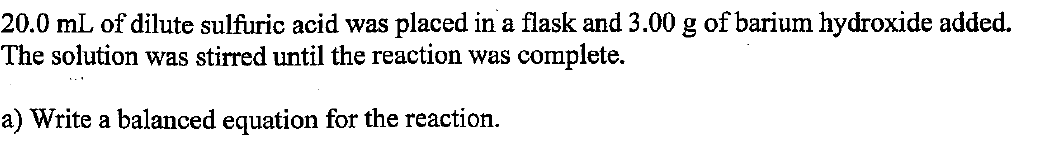 20.0 mL of dilute sulfuric acid was placed in a flask and 3.00 g of barium hydroxide added.
The solution was stirred until the reaction was complete.
a) Write a balanced equation for the reaction.